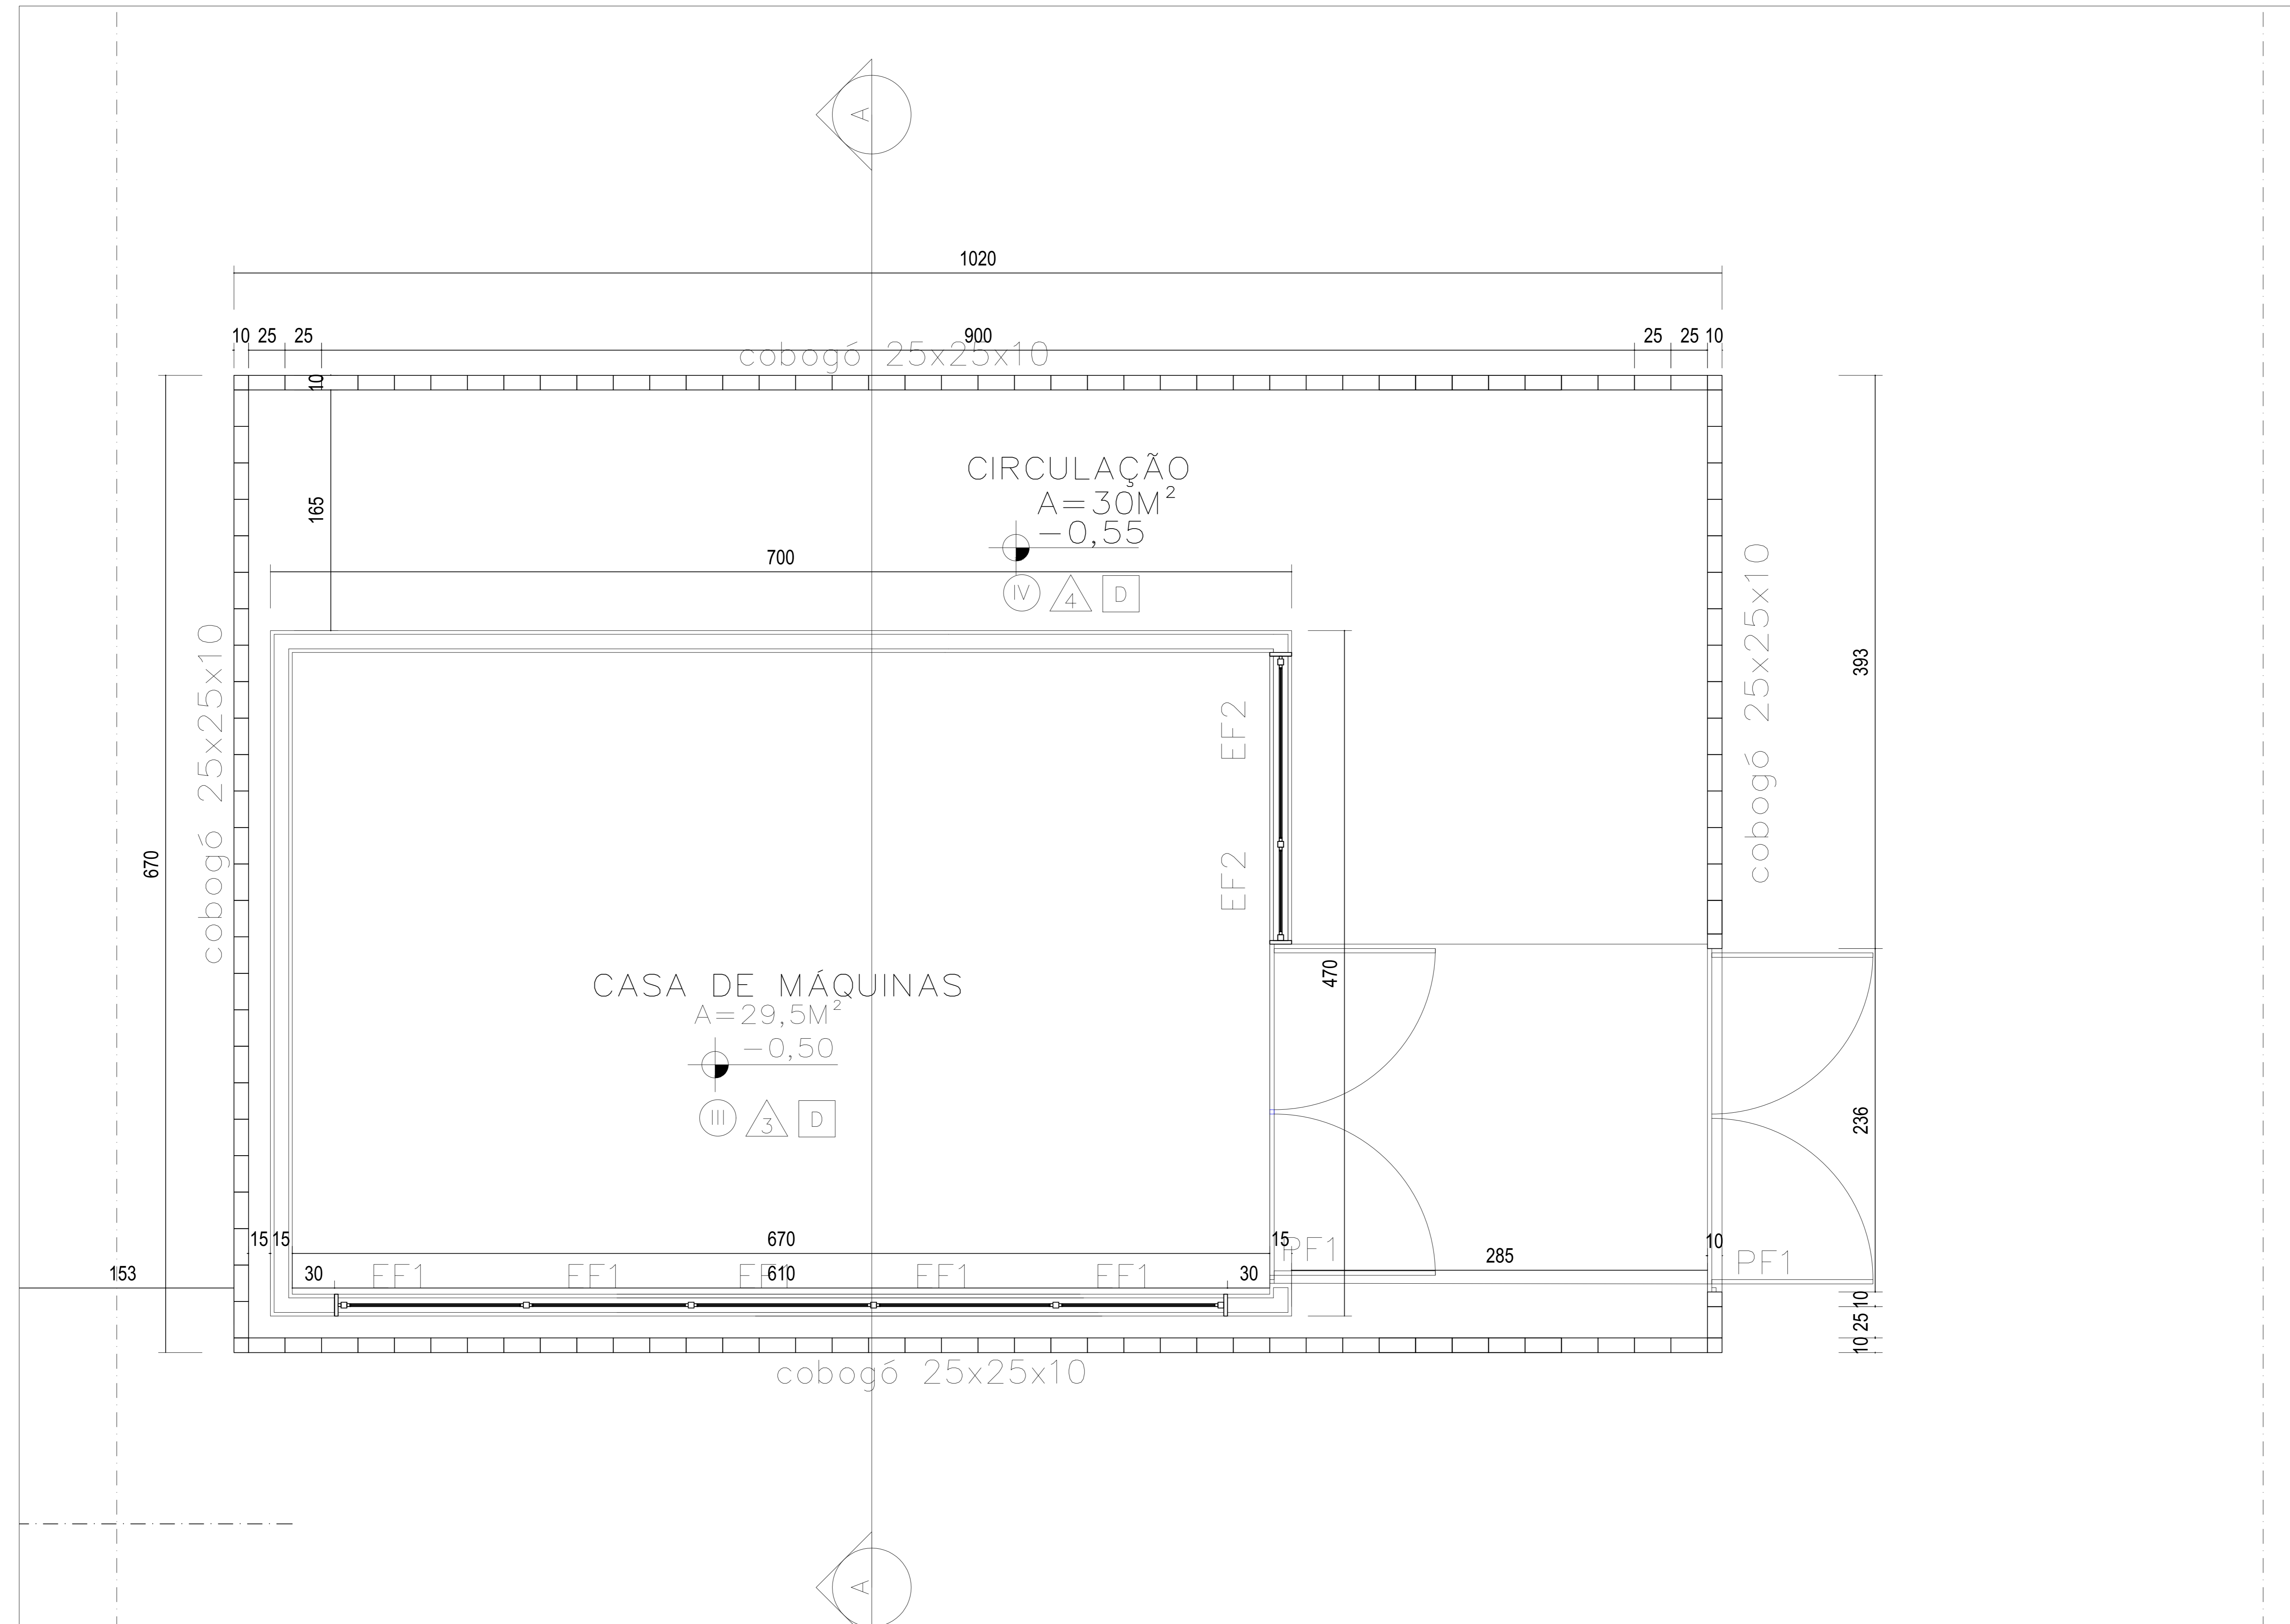 A
1020
10 25 25 900 25 25 10
cobogó 25x25x10
10
CIRCULAÇÃO
A=30M²
-0,55
IV 4 D
165
700
cobogó 25x25x10
cobogó 25x25x10
393
EF2
EF2
670
470
CASA DE MÁQUINAS
A=29,5M²
-0,50
III 3 D
236
15 15 670 15
PF1
285
10
PF1
153
30 EF1 EF1 EF1 610 EF1 EF1 30
10
25
10
cobogó 25x25x10
A